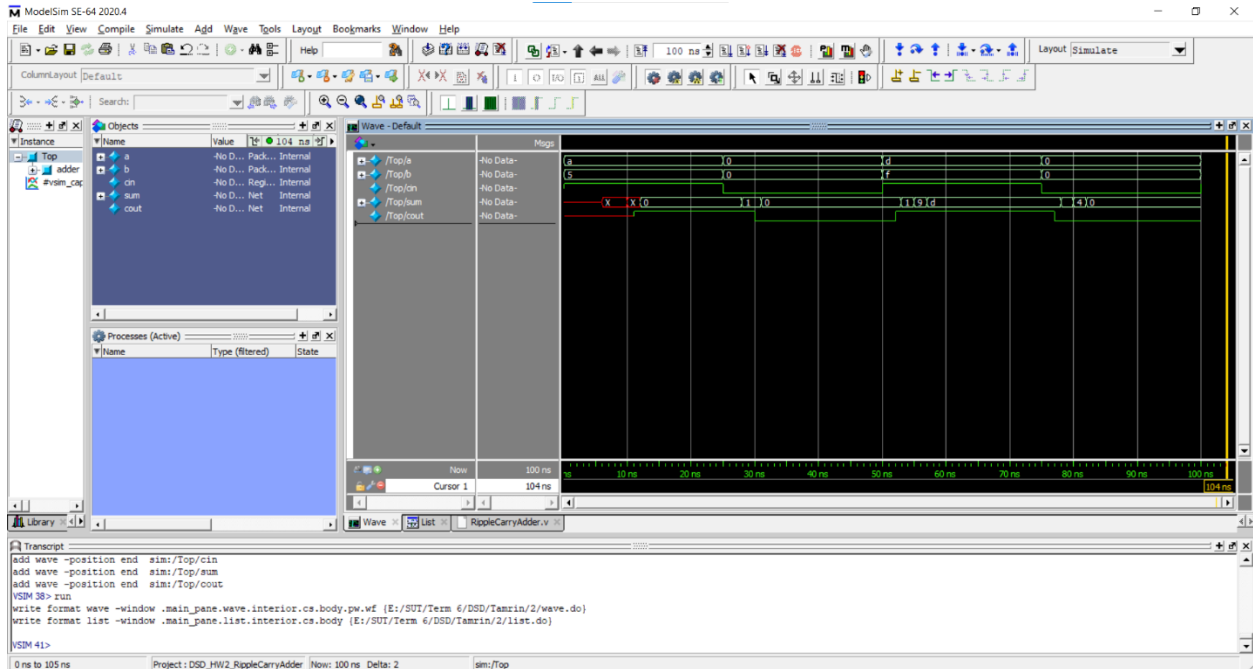 ModelSim SE-64 2020.4
File Edit View Compile Simulate Add Wave Tools Layout Bookmarks Window Help
Help 100 ns Layout Simulate
ColumnLayout Default
Search:
Objects
Wave - Default
Instance
Name Value 104 ns
Msgs
Top
adder
#vsim_cap
a -No D... Pack... Internal
b -No D... Pack... Internal
cin -No D... Regi... Internal
sum -No D... Net Internal
cout -No D... Net Internal
/Top/a -No Data- a 0 d 0
/Top/b -No Data- 5 0 f 0
/Top/cin -No Data-
/Top/sum -No Data- X X 0 1 0 1 9 d 4 0
/Top/cout -No Data-
Processes (Active)
Name Type (filtered) State
Now 100 ns
Cursor 1 104 ns
ns 10 ns 20 ns 30 ns 40 ns 50 ns 60 ns 70 ns 80 ns 90 ns 100 ns
104 ns
Library
Wave List RippleCarryAdder.v
Transcript
add wave -position end sim:/Top/cin
add wave -position end sim:/Top/sum
add wave -position end sim:/Top/cout
VSIM 38> run
write format wave -window .main_pane.wave.interior.cs.body.pw.wf {E:/SUT/Term 6/DSD/Tamrin/2/wave.do}
write format list -window .main_pane.list.interior.cs.body {E:/SUT/Term 6/DSD/Tamrin/2/list.do}
VSIM 41>
0 ns to 105 ns Project : DSD_HW2_RippleCarryAdder Now: 100 ns Delta: 2 sim:/Top